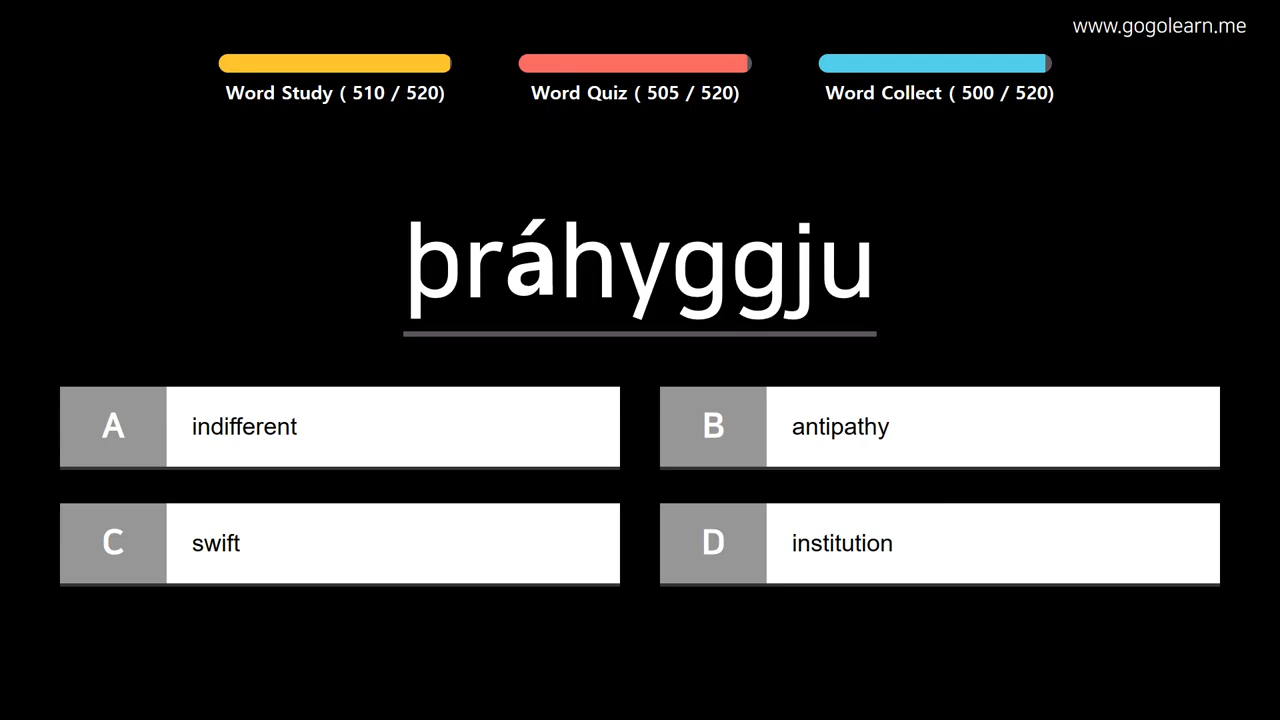 www.gogolearn.me
Word Study ( 510 / 520)
Word Quiz ( 505 / 520)
Word Collect ( 500 / 520)
þráhyggju
A indifferent
B antipathy
C swift
D institution